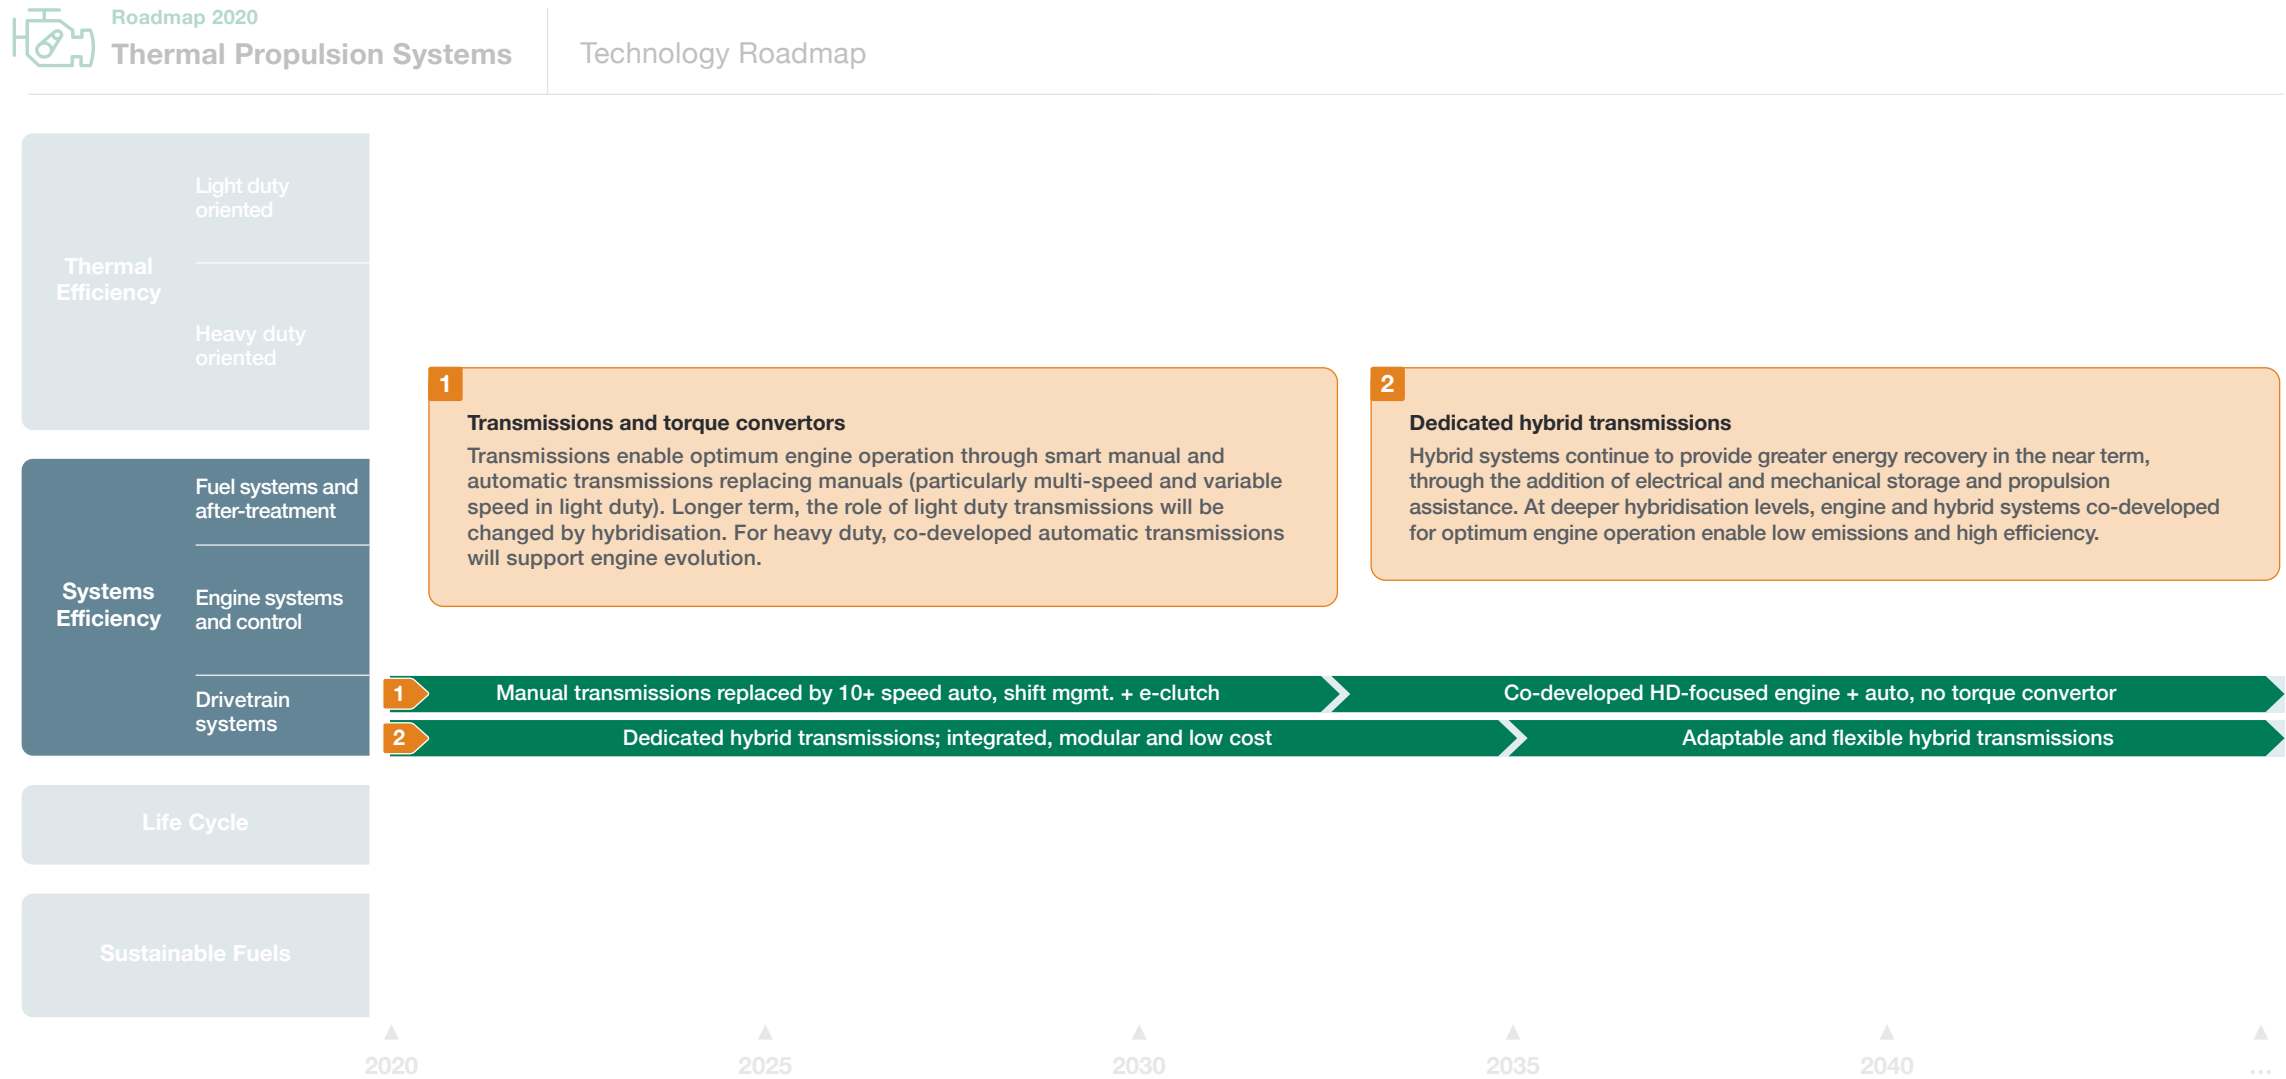 Roadmap 2020
Thermal Propulsion Systems
Technology Roadmap
Thermal
Efficiency
Light duty
oriented
Heavy duty
oriented
1
Transmissions and torque convertors
Transmissions enable optimum engine operation through smart manual and
automatic transmissions replacing manuals (particularly multi-speed and variable
speed in light duty). Longer term, the role of light duty transmissions will be
changed by hybridisation. For heavy duty, co-developed automatic transmissions
will support engine evolution.
2
Dedicated hybrid transmissions
Hybrid systems continue to provide greater energy recovery in the near term,
through the addition of electrical and mechanical storage and propulsion
assistance. At deeper hybridisation levels, engine and hybrid systems co-developed
for optimum engine operation enable low emissions and high efficiency.
Systems
Efficiency
Fuel systems and
after-treatment
Engine systems
and control
Drivetrain
systems
1
Manual transmissions replaced by 10+ speed auto, shift mgmt. + e-clutch
Co-developed HD-focused engine + auto, no torque convertor
2
Dedicated hybrid transmissions; integrated, modular and low cost
Adaptable and flexible hybrid transmissions
Life Cycle
Sustainable Fuels
2020
2025
2030
2035
2040
...